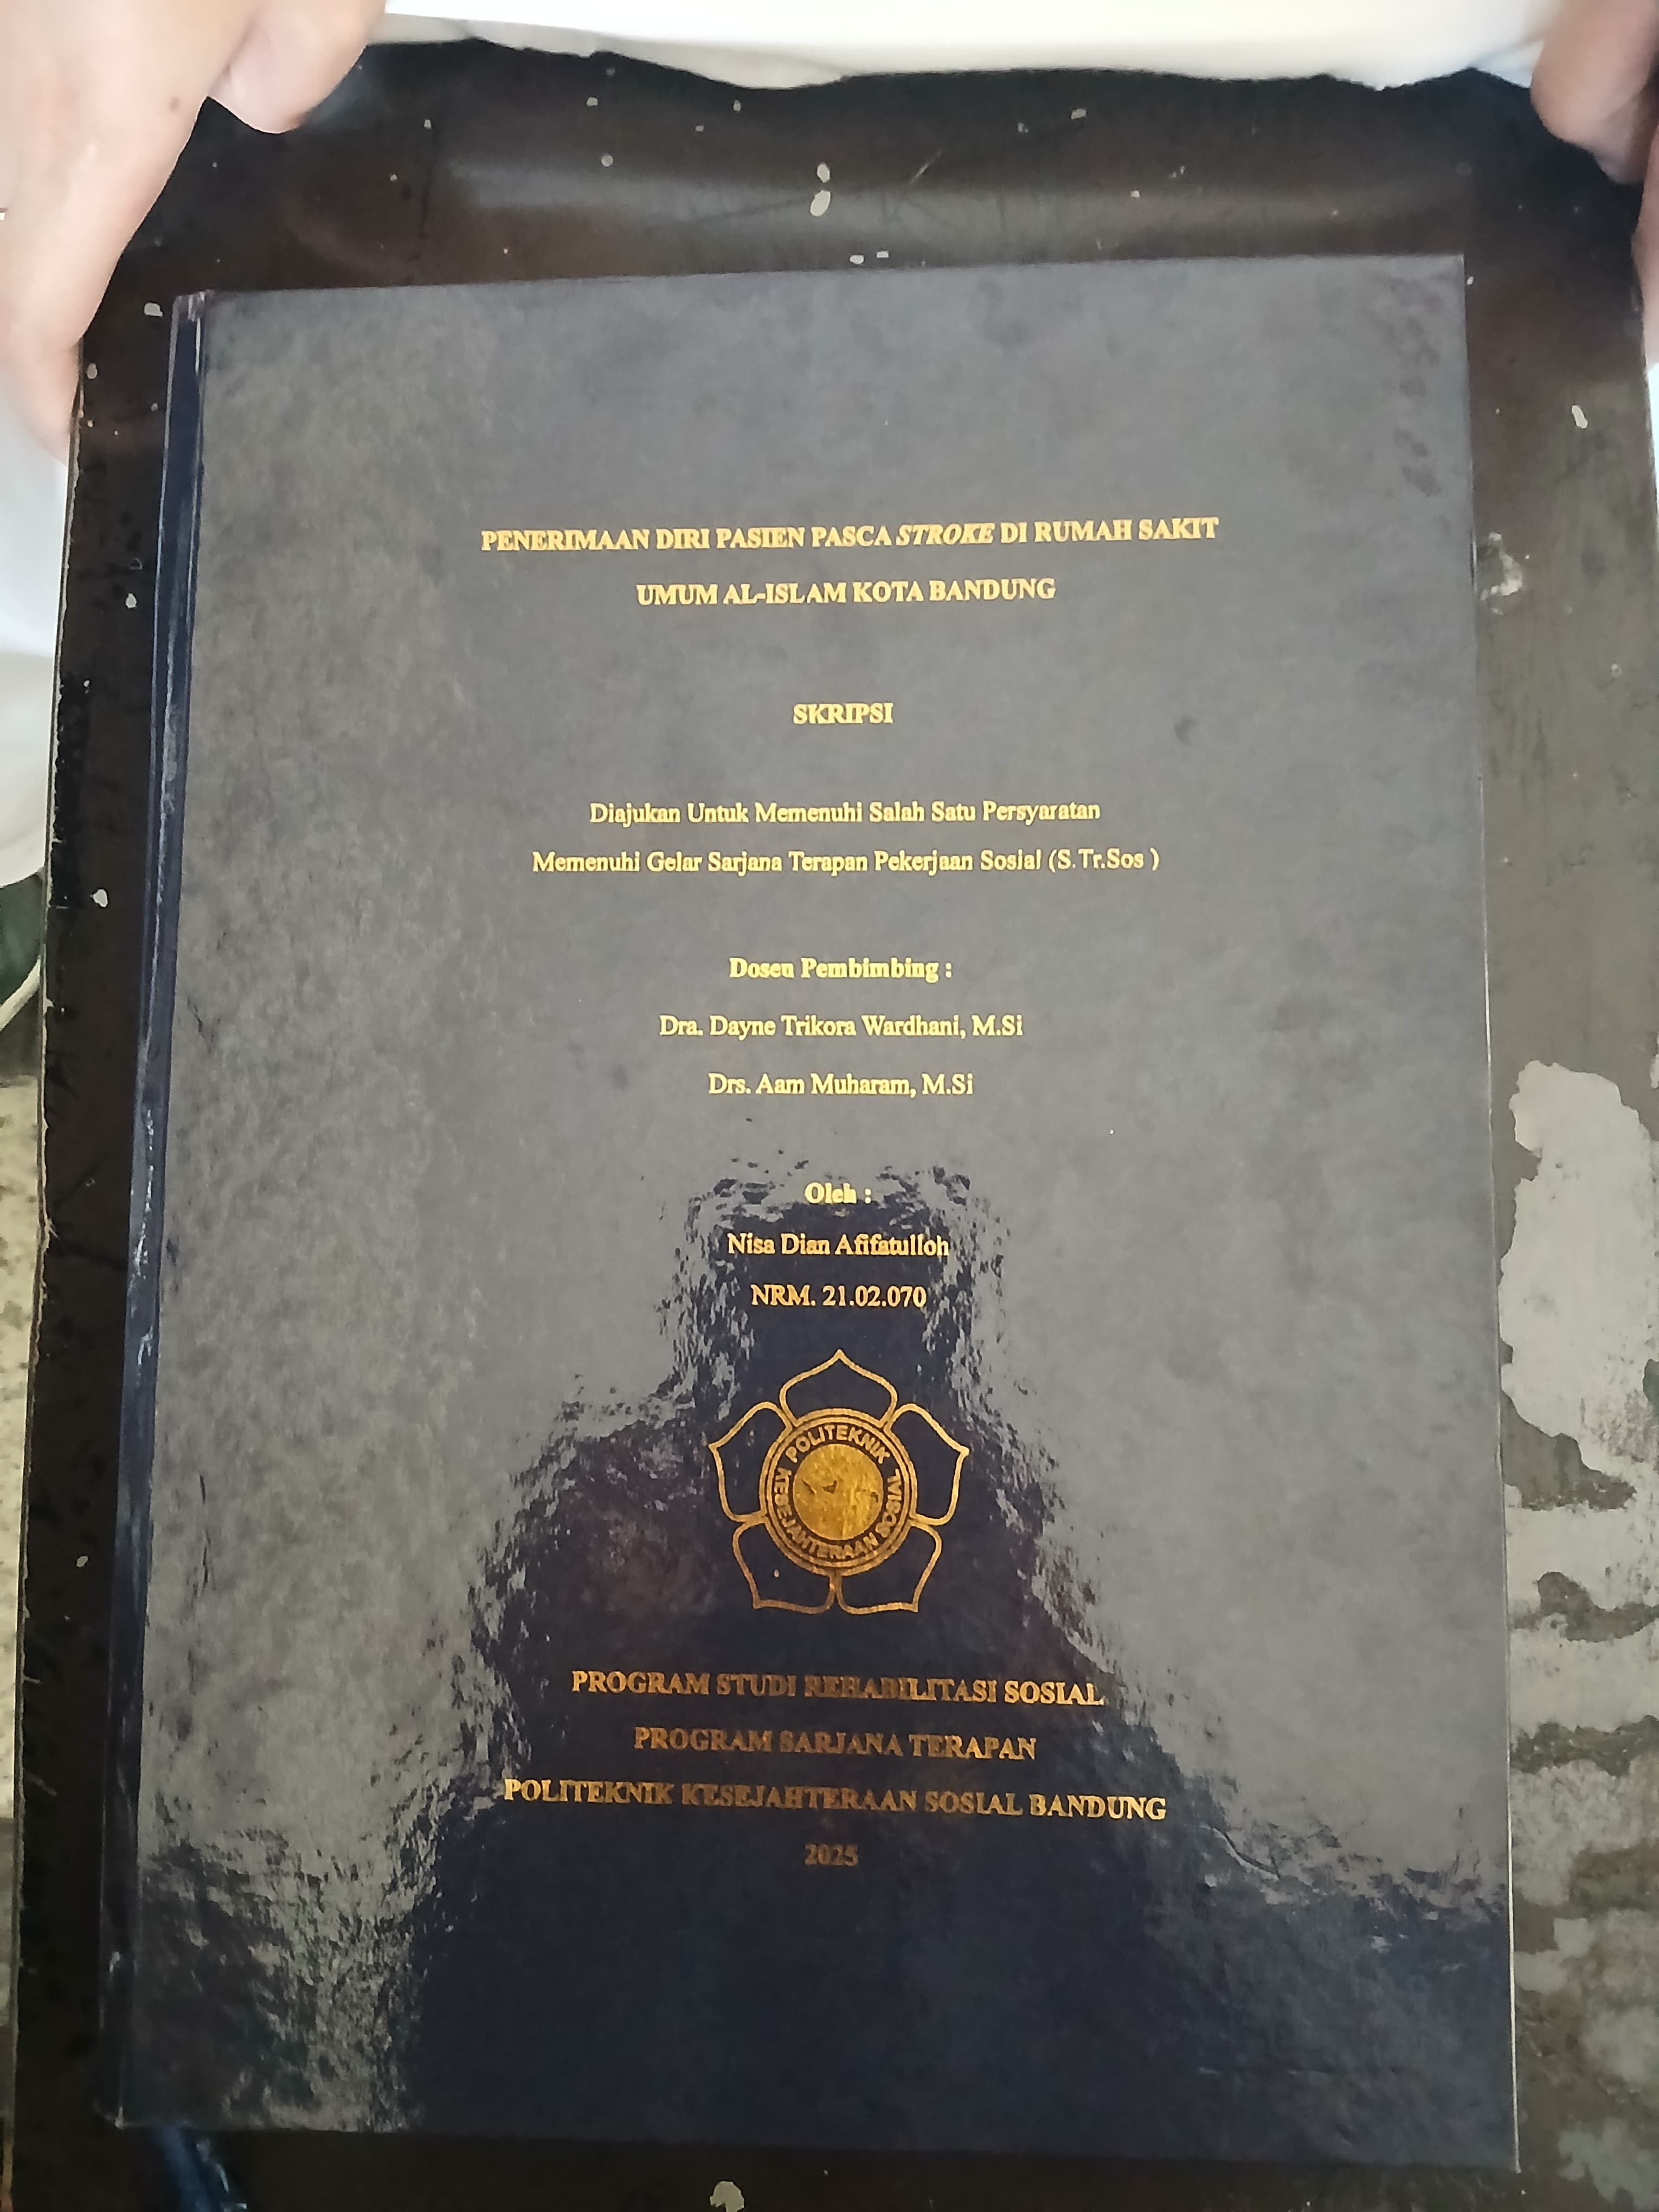 PENERIMAAN DIRI PASIEN PASCA STROKE DI RUMAH SAKIT
UMUM AL-ISLAM KOTA BANDUNG
SKRIPSI
Diajukan Untuk Memenuhi Salah Satu Persyaratan
Memenuhi Gelar Sarjana Terapan Pekerjaan Sosial (S.Tr.Sos )
Dosen Pembimbing :
Dra. Dayne Trikora Wardhani, M.Si
Drs. Aam Muharam, M.Si
Oleh :
Nisa Dian Afifatulloh
NRM. 21.02.070
POLITEKNIK KESEJAHTERAAN SOSIAL
PROGRAM STUDI REHABILITASI SOSIAL
PROGRAM SARJANA TERAPAN
POLITEKNIK KESEJAHTERAAN SOSIAL BANDUNG
2025